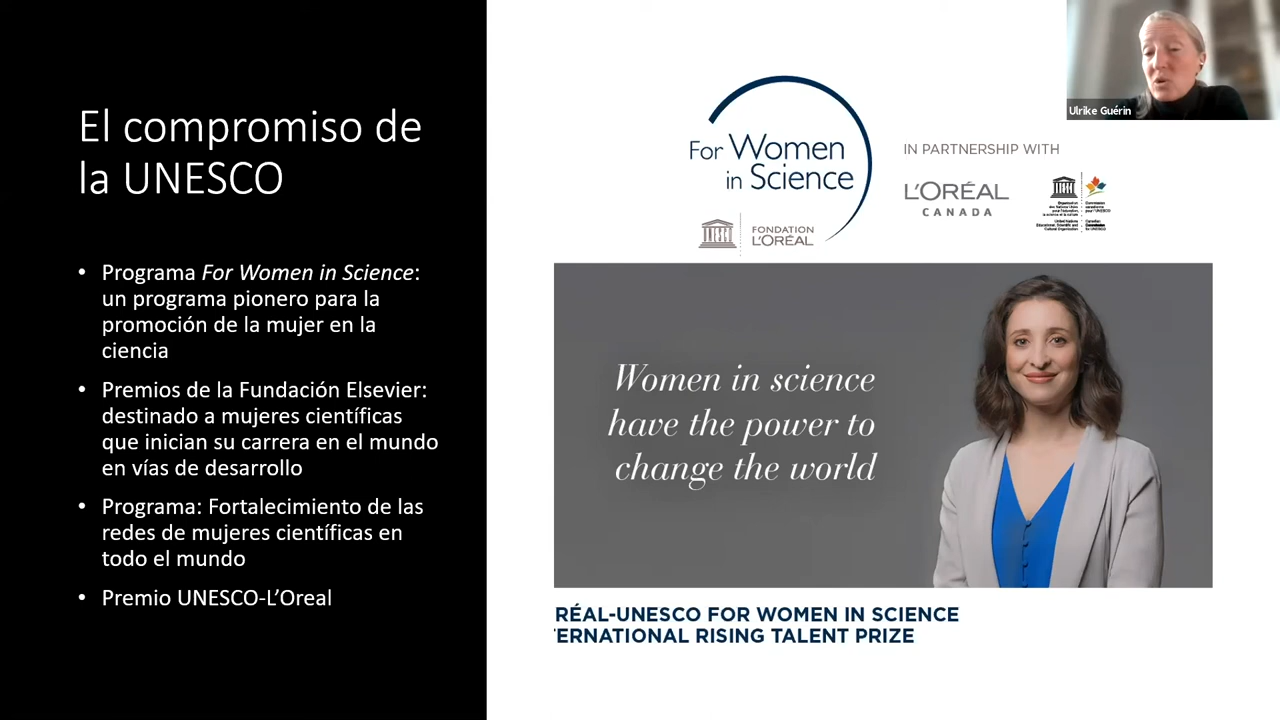 El compromiso de
la UNESCO
• Programa For Women in Science:
un programa pionero para la
promoción de la mujer en la
ciencia
• Premios de la Fundación Elsevier:
destinado a mujeres científicas
que inician su carrera en el mundo
en vías de desarrollo
• Programa: Fortalecimiento de las
redes de mujeres científicas en
todo el mundo
• Premio UNESCO-L’Oreal
For Women
in Science
FONDATION
L'ORÉAL
IN PARTNERSHIP WITH
L'ORÉAL
CANADA
Women in science
have the power to
change the world
RÉAL-UNESCO FOR WOMEN IN SCIENCE
ERNATIONAL RISING TALENT PRIZE
Ulrike Guérin